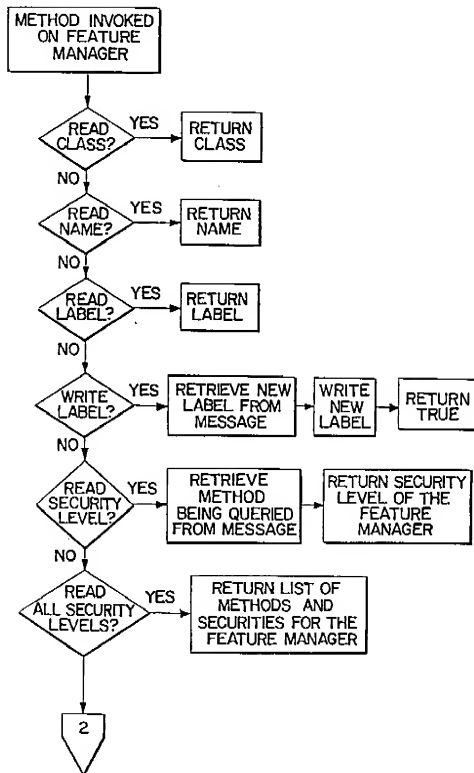 METHOD INVOKED
ON FEATURE
MANAGER
READ
CLASS?
YES
RETURN
CLASS
NO
READ
NAME?
YES
RETURN
NAME
NO
READ
LABEL?
YES
RETURN
LABEL
NO
WRITE
LABEL?
YES
RETRIEVE NEW
LABEL FROM
MESSAGE
WRITE
NEW
LABEL
RETURN
TRUE
NO
READ
SECURITY
LEVEL?
YES
RETRIEVE
METHOD
BEING QUERIED
FROM MESSAGE
RETURN SECURITY
LEVEL OF THE
FEATURE
MANAGER
NO
READ
ALL SECURITY
LEVELS?
YES
RETURN LIST OF
METHODS AND
SECURITIES FOR THE
FEATURE MANAGER
2